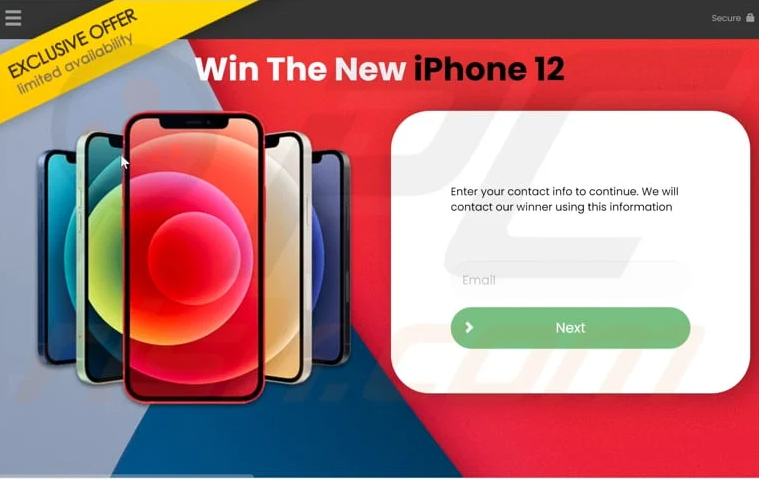 EXCLUSIVE OFFER
limited availability
Secure
Win The New iPhone 12
Enter your contact info to continue. We will
contact our winner using this information
Email
Next